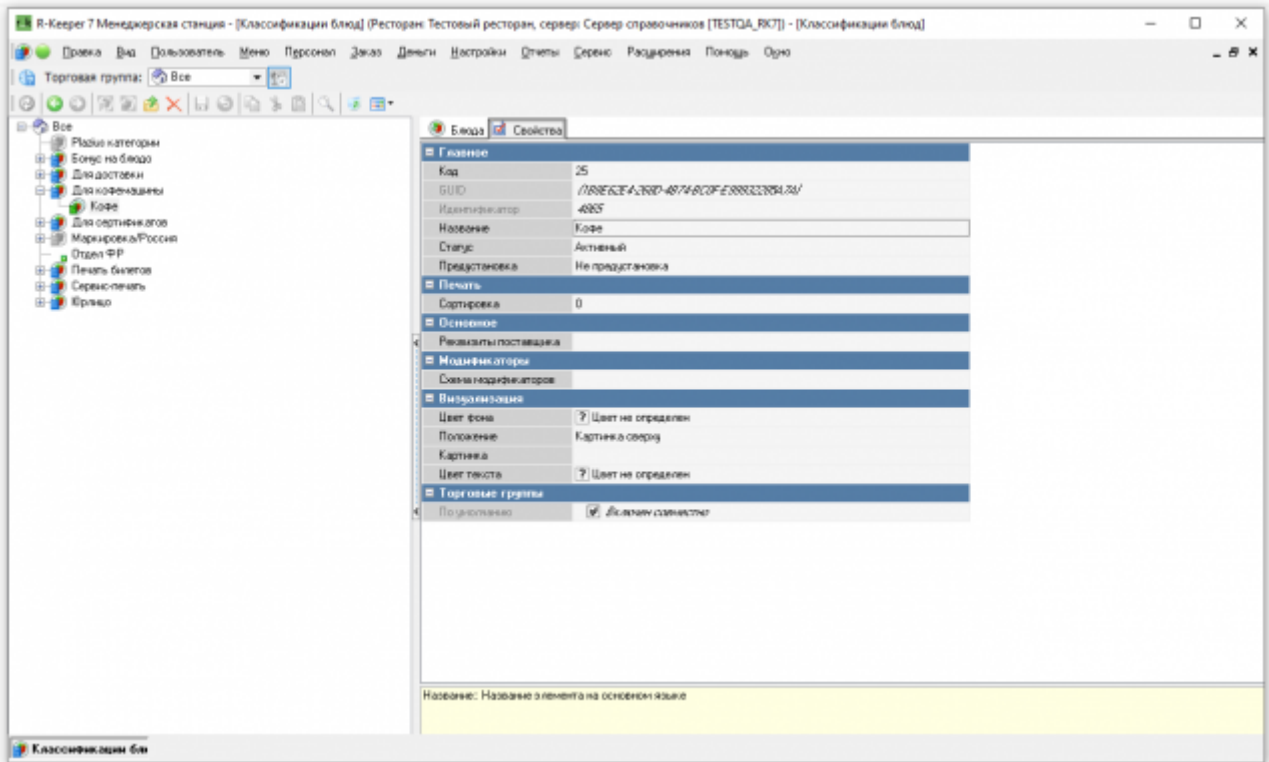 R-Keeper 7 Менеджерская станция - [Классификации блюд] (Ресторан: Тестовый ресторан, сервер: Сервер справочников [TESTQA_RK7]) - [Классификации блюд]
Правка Вид Пользователь Меню Персонал Заказ Деньги Настройки Отчеты Сервис Расширения Помощь Окно
Торговая группа: Все
Все
Plazius категории
Бонус на блюдо
Для доставки
Для кофемашины
Кофе
Для сертификатов
Маркировка/Россия
Отдел ФР
Печать билетов
Сервис-печать
Юрлицо
Блюда Свойства
Главное
Код 25
GUID
Идентификатор 4865
Название Кофе
Статус Активный
Предустановка Не предустановка
Печать
Сортировка 0
Основное
Реквизиты поставщика
Модификаторы
Схема модификаторов
Визуализация
Цвет фона ? Цвет не определен
Положение Картинка сверху
Картинка
Цвет текста ? Цвет не определен
Торговые группы
По умолчанию Включен совместно
Название: Название элемента на основном языке
Классификации блю